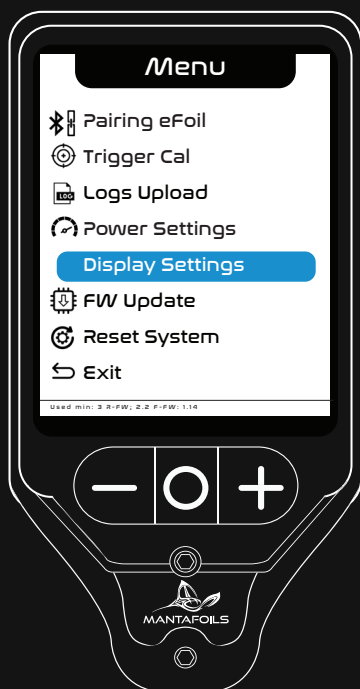 Menu
Pairing eFoil
Trigger Cal
LOG
Logs Upload
Power Settings
Display Settings
FW Update
Reset System
Exit
Used min: 3 R-FW; 2.2 F-FW: 1.14
MANTAFOILS